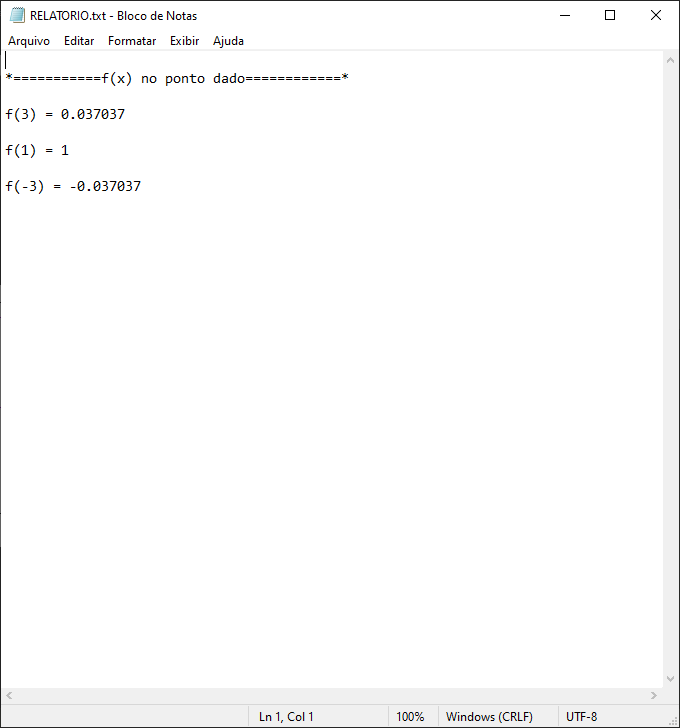 RELATORIO.txt - Bloco de Notas
Arquivo Editar Formatar Exibir Ajuda
*===========f(x) no ponto dado============*
f(3) = 0.037037
f(1) = 1
f(-3) = -0.037037
Ln 1, Col 1 100% Windows (CRLF) UTF-8